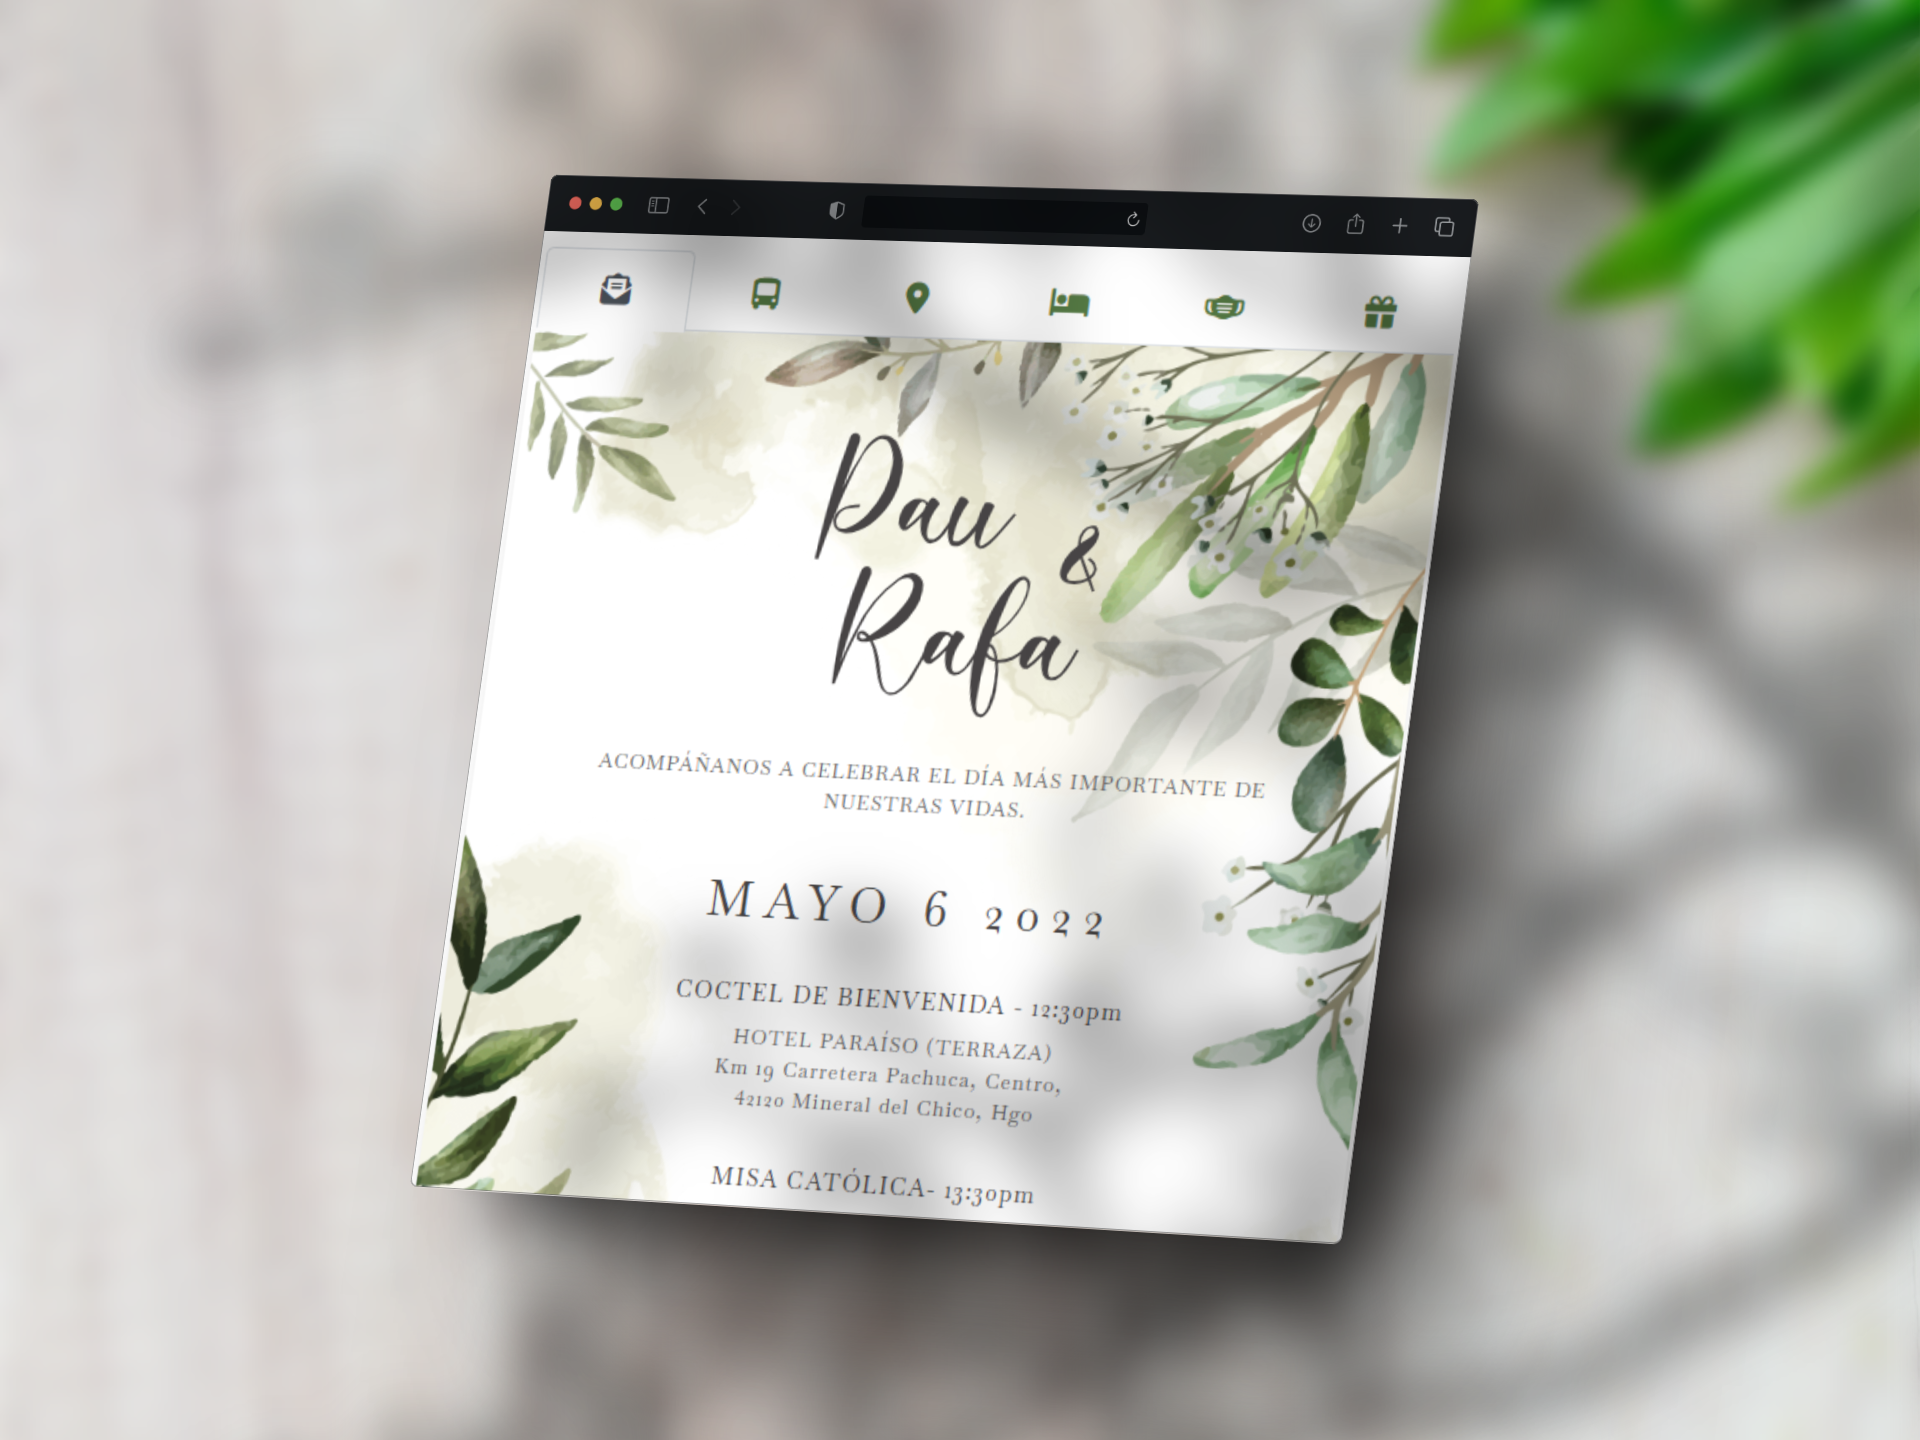 Pau
&
Rafa
ACOMPÁÑANOS A CELEBRAR EL DÍA MÁS IMPORTANTE DE
NUESTRAS VIDAS.
MAYO 6 2022
COCTEL DE BIENVENIDA - 12:30pm
HOTEL PARAÍSO (TERRAZA)
Km 19 Carretera Pachuca, Centro,
42120 Mineral del Chico, Hgo
MISA CATÓLICA- 13:30pm